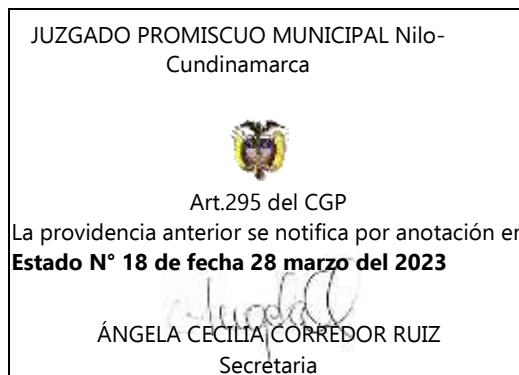 JUZGADO PROMISCUO MUNICIPAL Nilo-
Cundinamarca
Art.295 del CGP
La providencia anterior se notifica por anotación en
Estado N° 18 de fecha 28 marzo del 2023
ÁNGELA CECILIA CORREDOR RUIZ
Secretaria